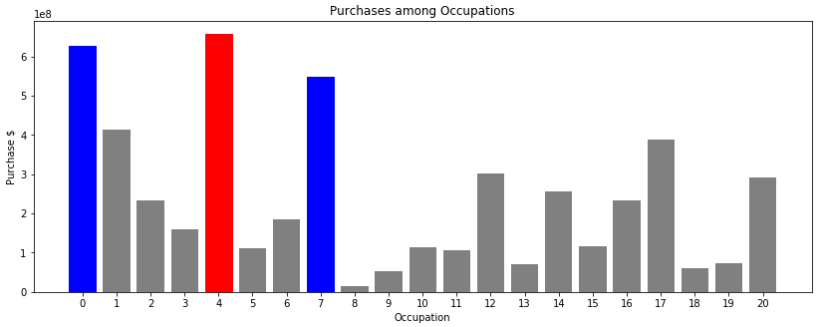 Purchases among Occupations
1e8
6
5
4
3
2
1
0
Purchase $
0 1 2 3 4 5 6 7 8 9 10 11 12 13 14 15 16 17 18 19 20
Occupation